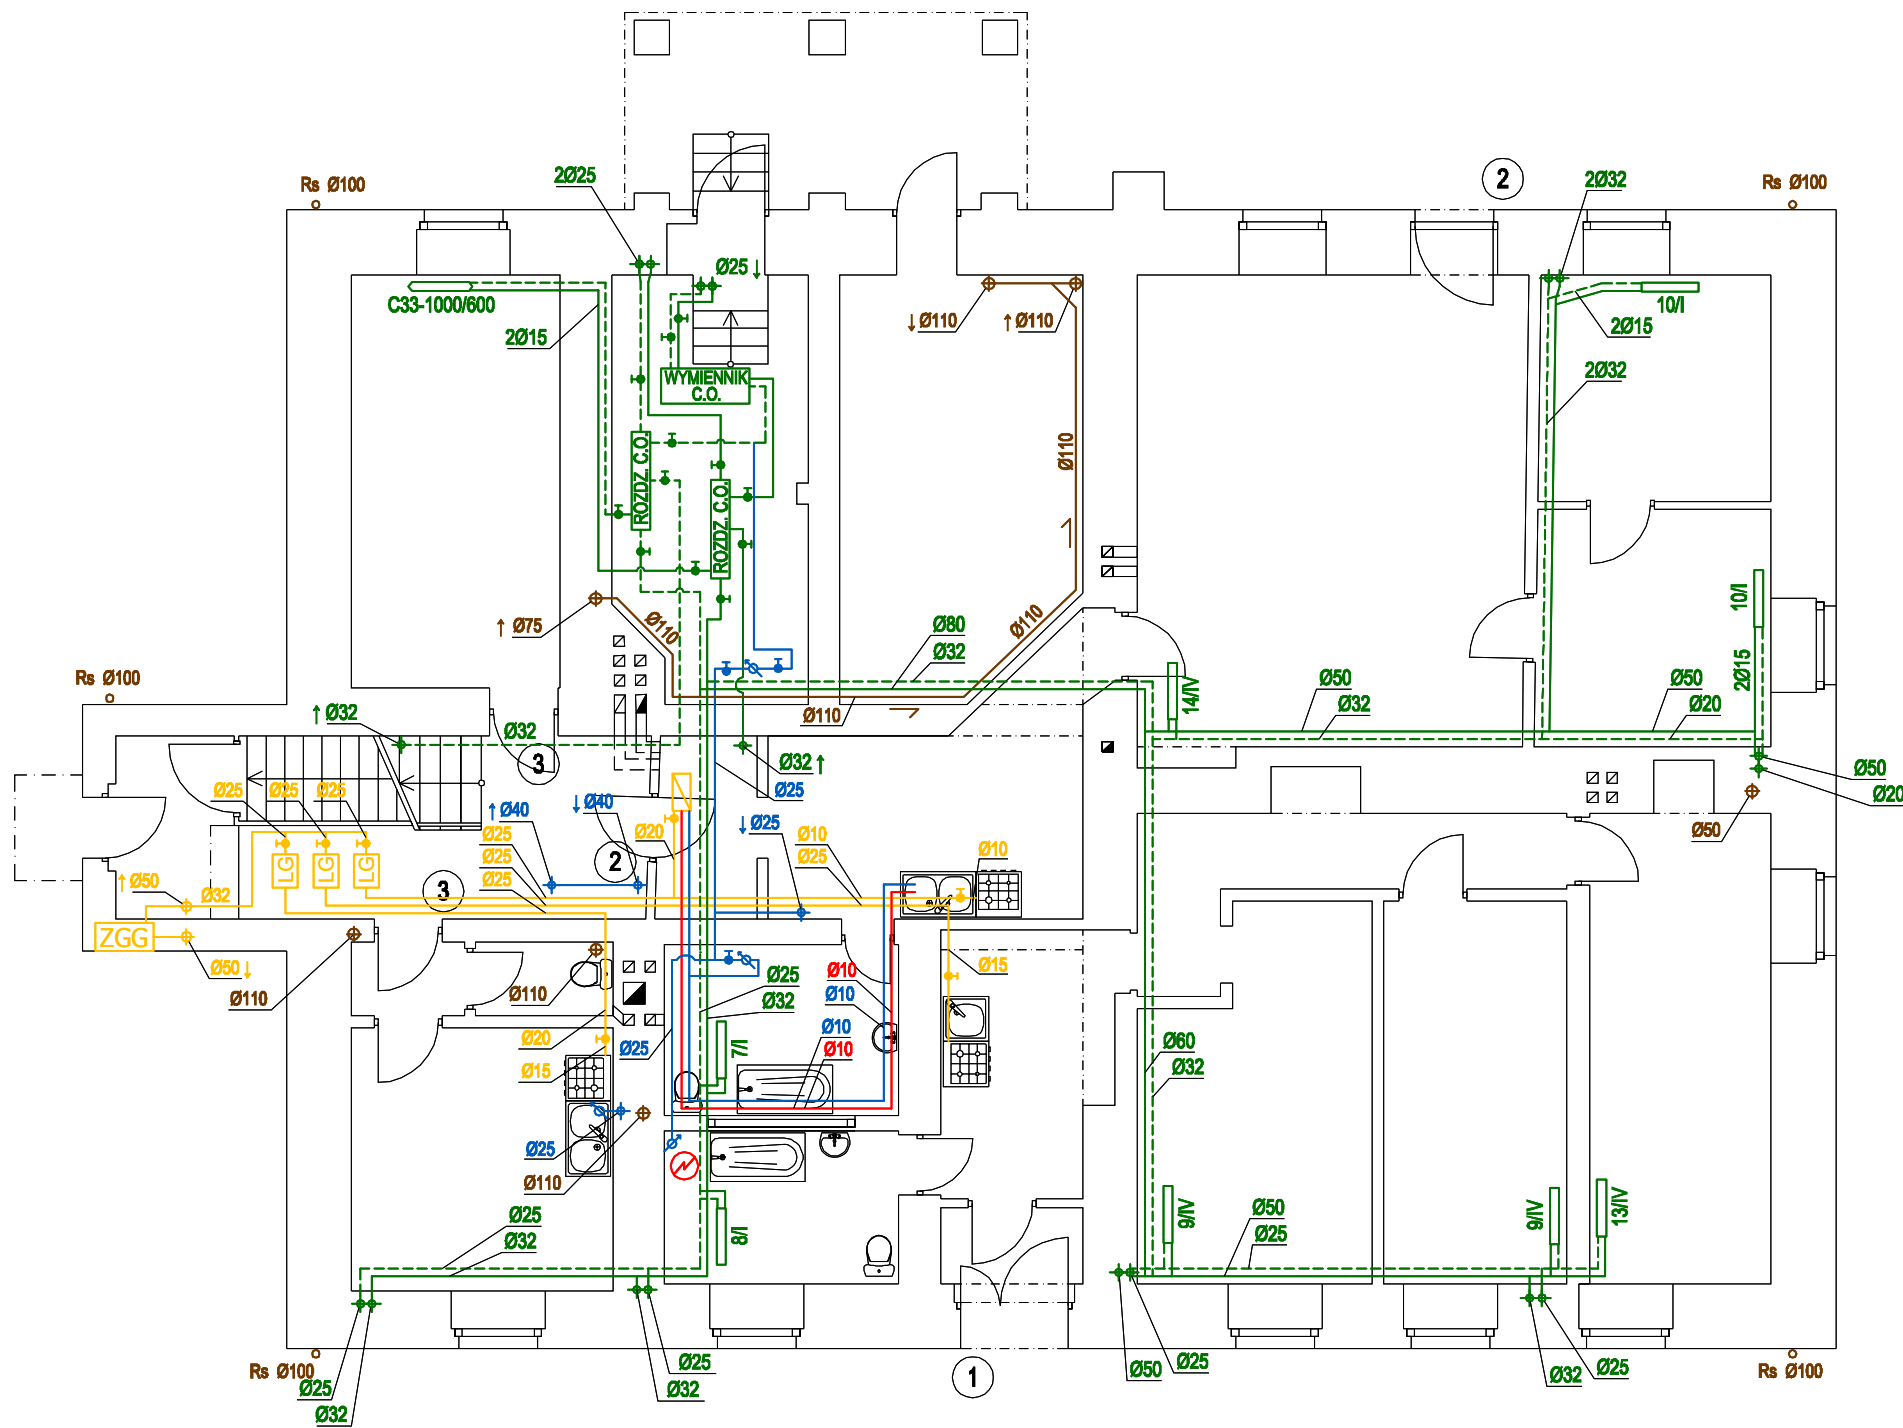 2Ø25
2
2Ø32
Rs Ø100
Rs Ø100
Ø25 ↓
C33-1000/600
↓ Ø110
↑ Ø110
10/I
2Ø15
2Ø15
WYMIENNIK
C.O.
2Ø32
ROZDZ. C.O.
ROZDZ. C.O.
Ø110
10/I
↑ Ø75
Ø110
Ø110
Ø80
Ø32
Rs Ø100
14/IV
2Ø15
Ø50
Ø32
Ø50
Ø20
↑ Ø32
Ø32
Ø110
3
Ø32 ↑
Ø25
Ø50
Ø20
Ø25
Ø25
Ø25
↑ Ø40
↓ Ø40
↓ Ø25
Ø50
Ø25
Ø25
Ø25
Ø20
Ø10
Ø25
Ø10
2
LG
LG
LG
3
↑ Ø50
Ø32
ZGG
Ø50 ↓
Ø110
Ø110
Ø25
Ø32
Ø10
Ø10
Ø15
Ø20
Ø15
Ø25
7/I
Ø10
Ø10
Ø60
Ø32
Ø25
Ø110
Ø25
Ø32
8/I
9/IV
Ø50
Ø25
9/IV
13/IV
Rs Ø100
Ø25
Ø32
Ø25
Ø32
1
Ø50
Ø25
Ø32
Ø25
Rs Ø100